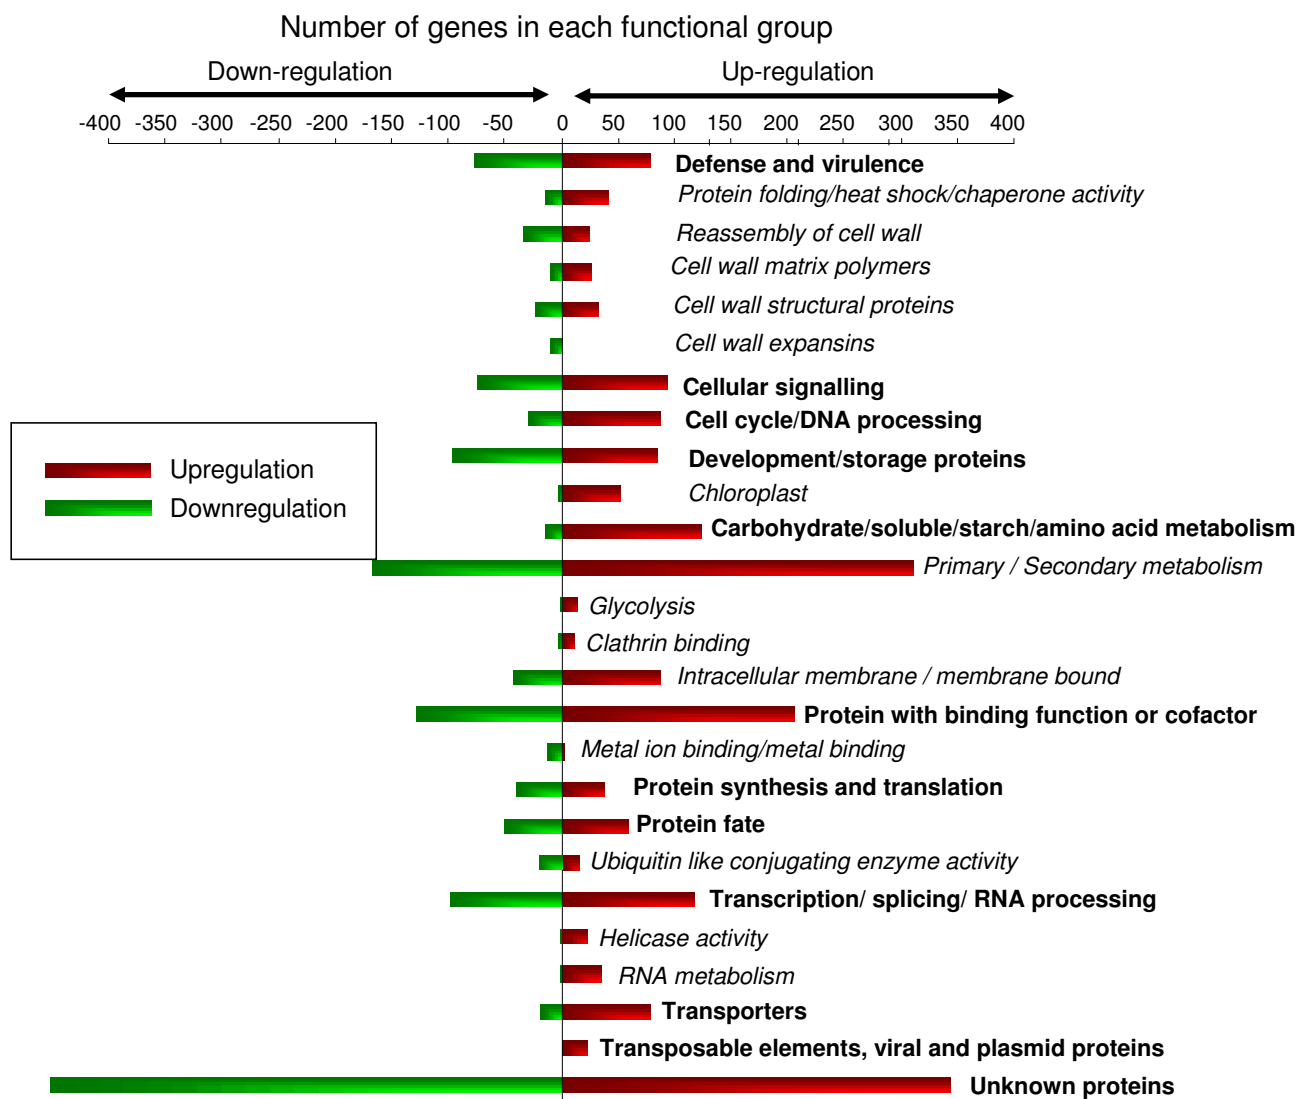 Number of genes in each functional group
Down-regulation Up-regulation
-400 -350 -300 -250 -200 -150 -100 -50 0 50 100 150 200 250 300 350 400
Defense and virulence
Protein folding/heat shock/chaperone activity
Reassembly of cell wall
Cell wall matrix polymers
Cell wall structural proteins
Cell wall expansins
Cellular signalling
Cell cycle/DNA processing
Development/storage proteins
Upregulation
Downregulation
Chloroplast
Carbohydrate/soluble/starch/amino acid metabolism
Primary / Secondary metabolism
Glycolysis
Clathrin binding
Intracellular membrane / membrane bound
Protein with binding function or cofactor
Metal ion binding/metal binding
Protein synthesis and translation
Protein fate
Ubiquitin like conjugating enzyme activity
Transcription/ splicing/ RNA processing
Helicase activity
RNA metabolism
Transporters
Transposable elements, viral and plasmid proteins
Unknown proteins